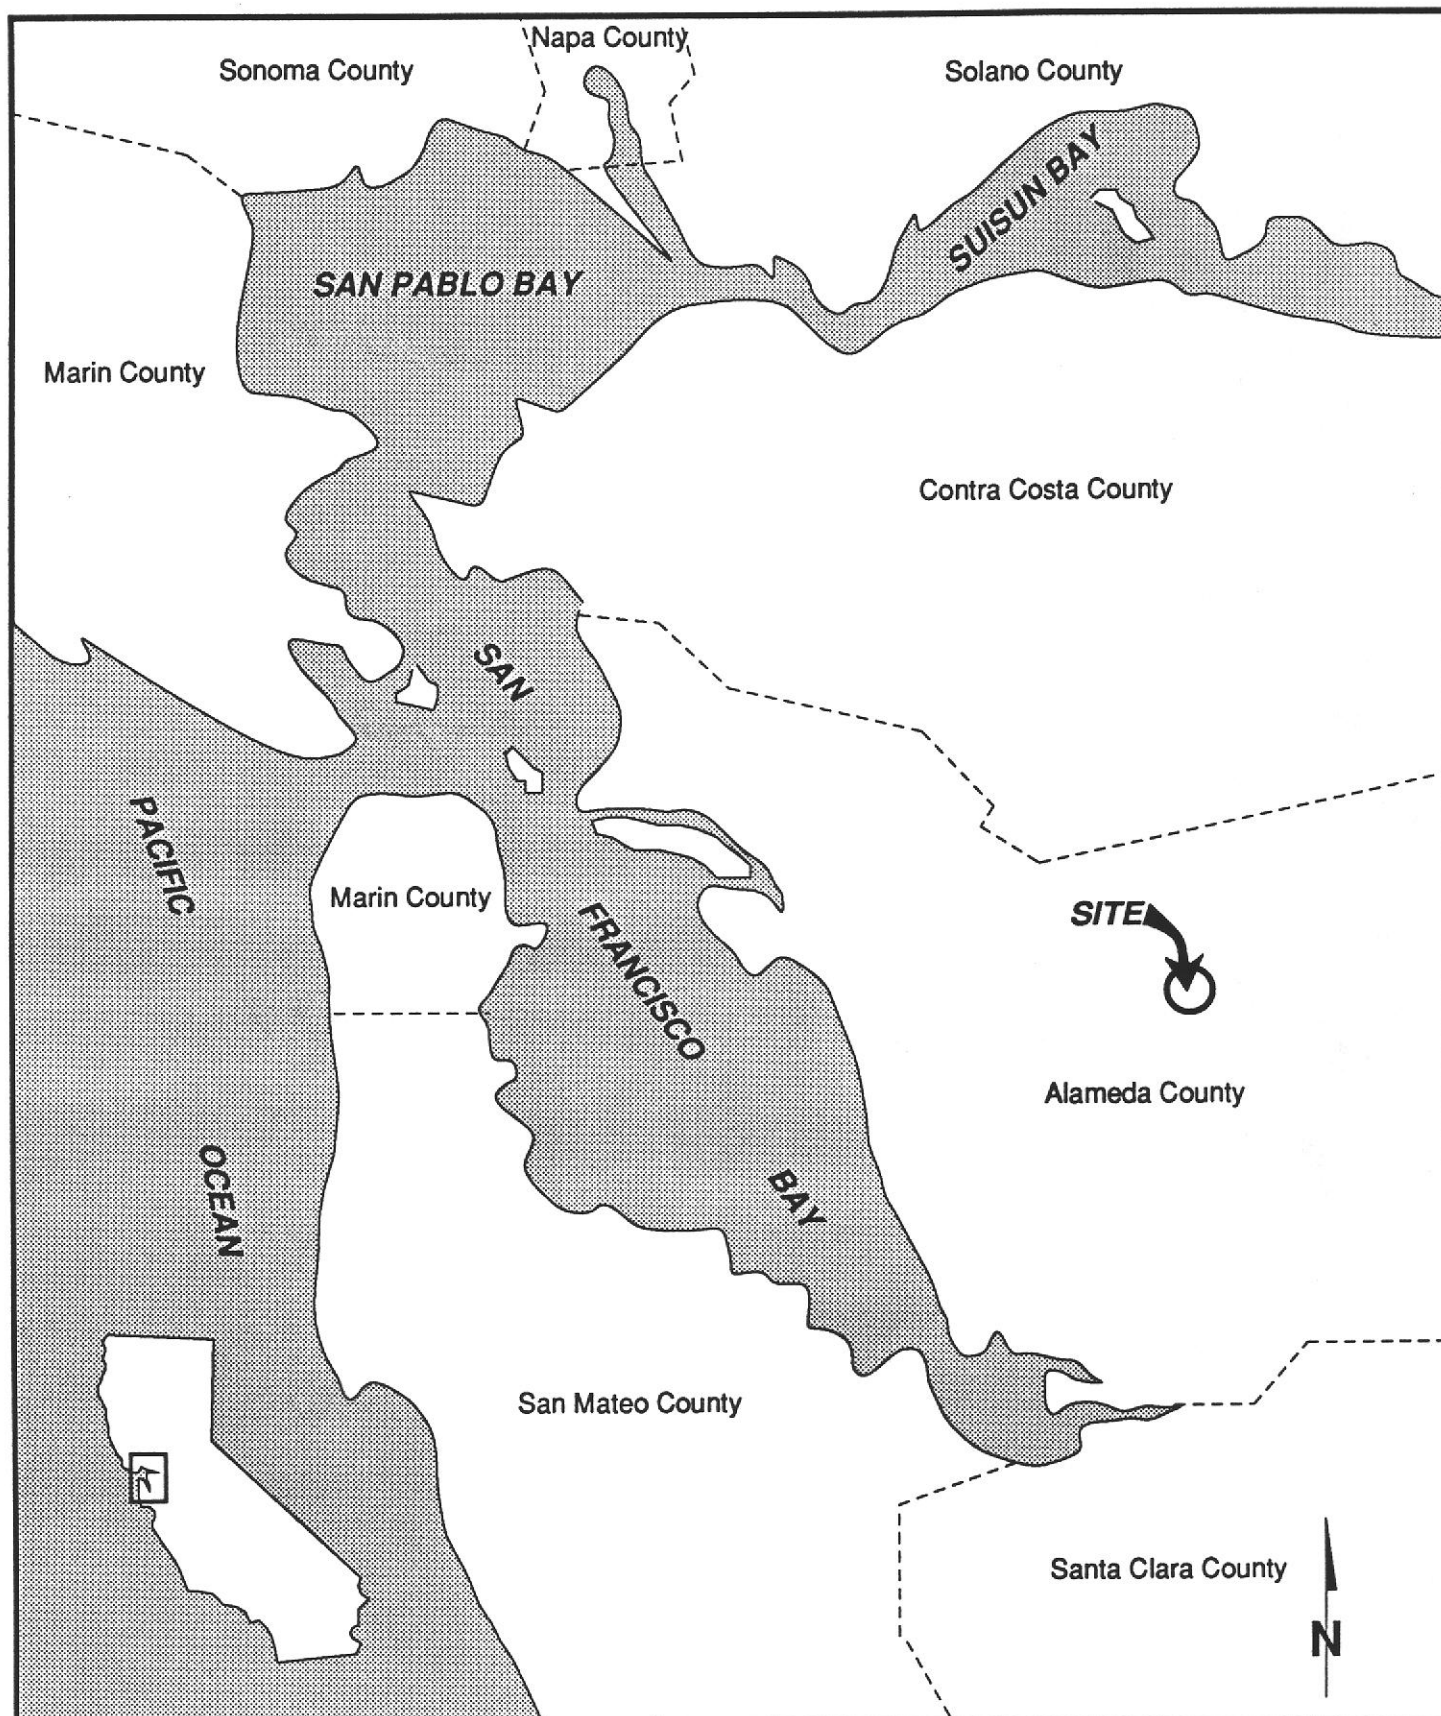 Napa County
Sonoma County
Solano County
SUISUN BAY
SAN PABLO BAY
Marin County
Contra Costa County
SAN
PACIFIC
Marin County
SITE
FRANCISCO
Alameda County
OCEAN
BAY
San Mateo County
Santa Clara County
N